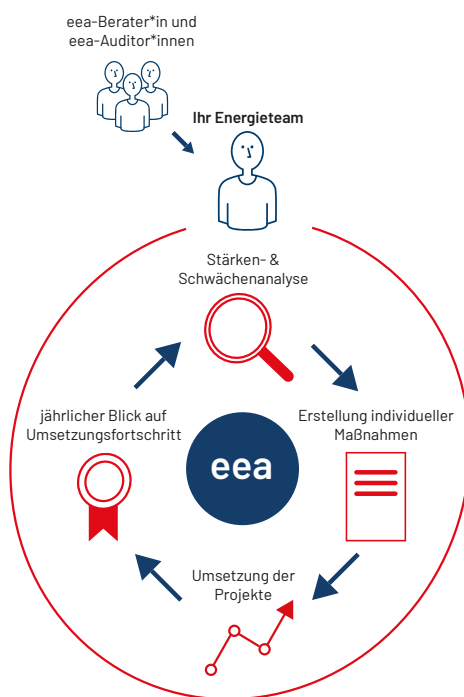 eea-Berater*in und
eea-Auditor*innen
Ihr Energieteam
Stärken- &
Schwächenanalyse
jährlicher Blick auf
Umsetzungsfortschritt
Erstellung individueller
Maßnahmen
eea
Umsetzung der
Projekte